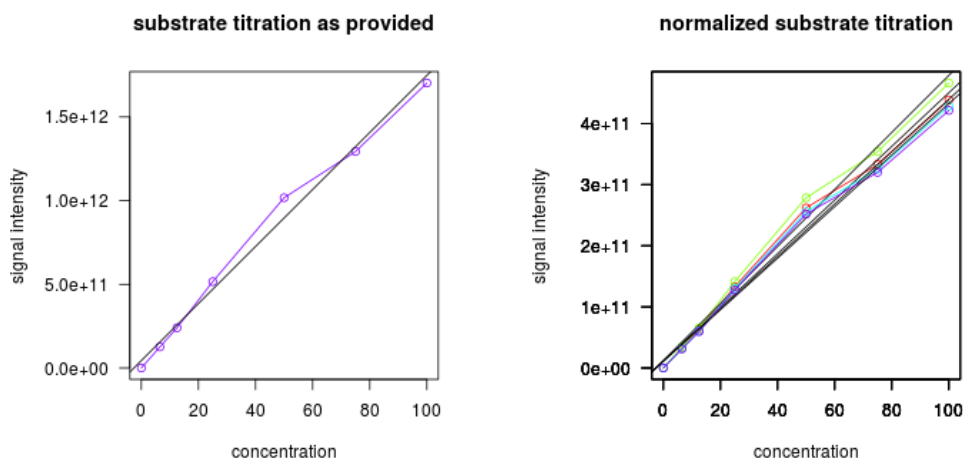 substrate titration as provided
signal intensity
1.5e+12
1.0e+12
5.0e+11
0.0e+00
0 20 40 60 80 100
concentration
normalized substrate titration
signal intensity
4e+11
3e+11
2e+11
1e+11
0e+00
0 20 40 60 80 100
concentration